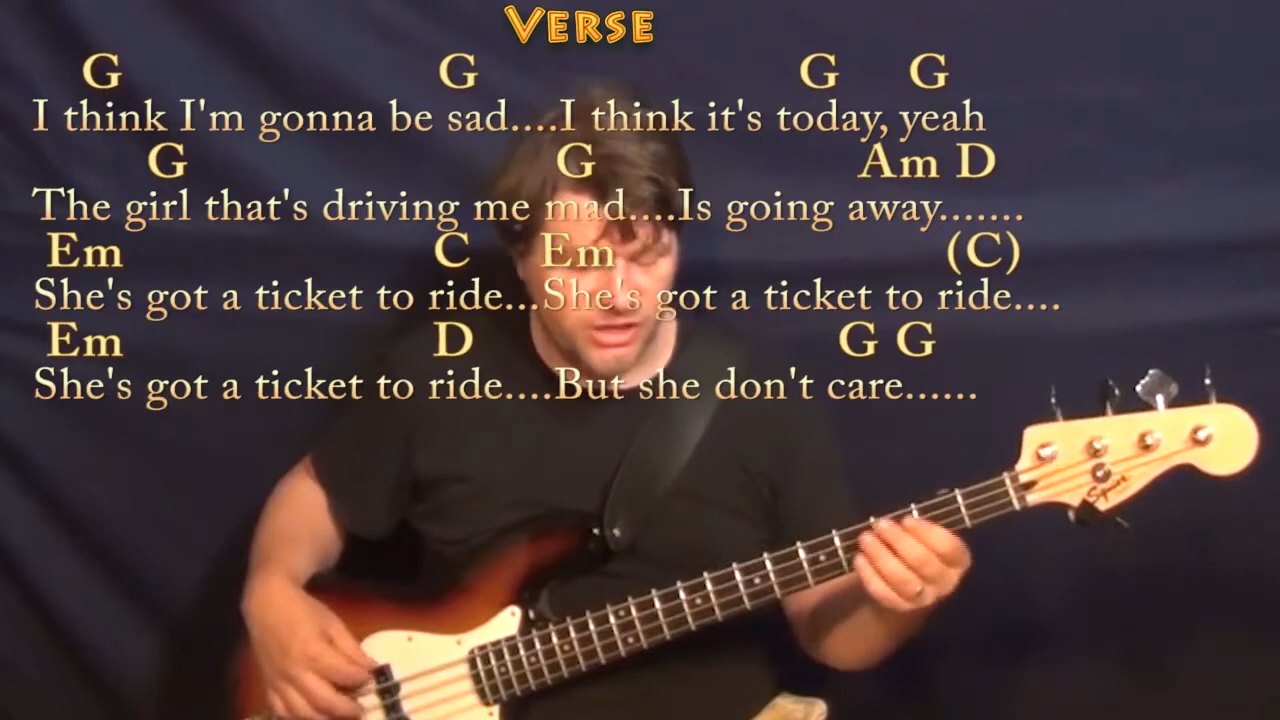 Verse
G G G G
I think I'm gonna be sad....I think it's today, yeah
G G Am D
The girl that's driving me mad....Is going away.......
Em C Em (C)
She's got a ticket to ride...She's got a ticket to ride....
Em D G G
She's got a ticket to ride....But she don't care......
Squier